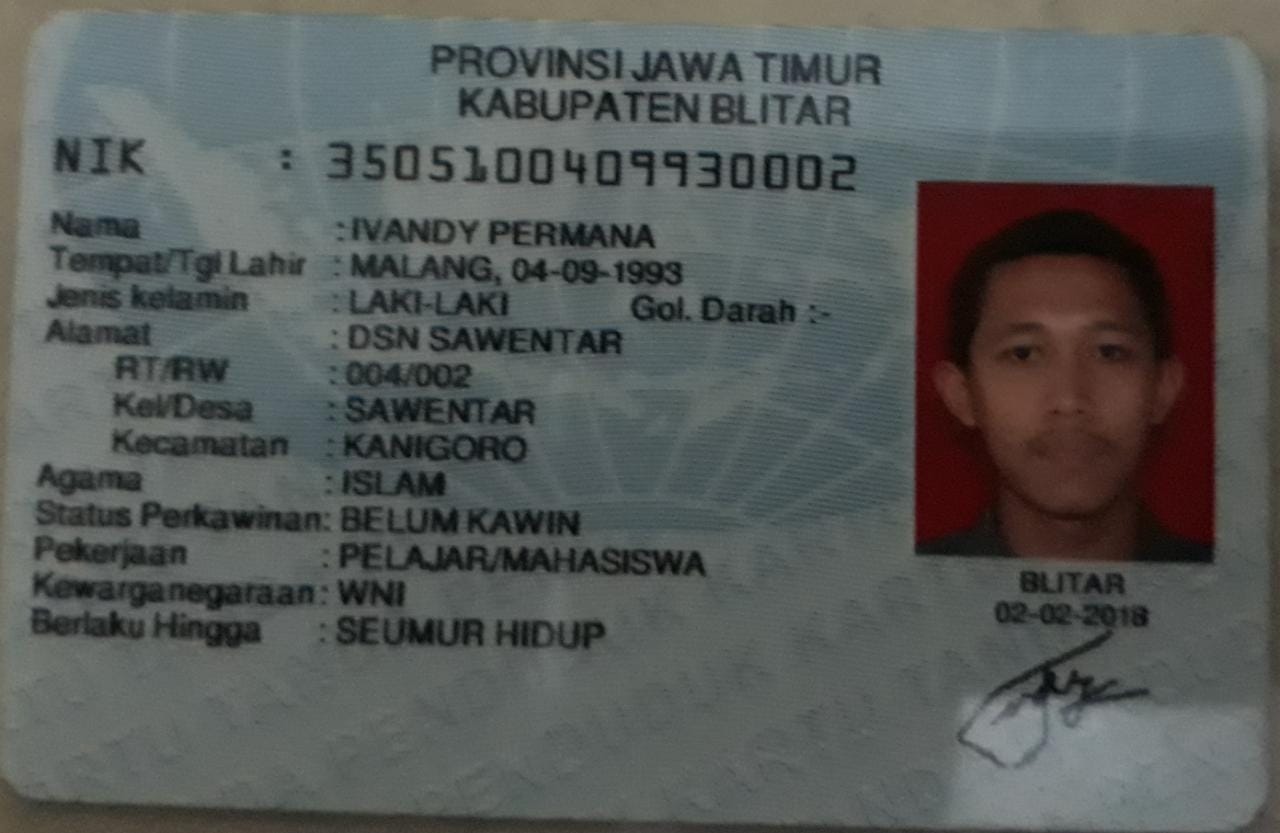 PROVINSI JAWA TIMUR
KABUPATEN BLITAR
NIK : 3505100409930002
Nama : IVANDY PERMANA
Tempat/Tgl Lahir : MALANG, 04-09-1993
Jenis kelamin : LAKI-LAKI Gol. Darah :-
Alamat : DSN SAWENTAR
RT/RW : 004/002
Kel/Desa : SAWENTAR
Kecamatan : KANIGORO
Agama : ISLAM
Status Perkawinan: BELUM KAWIN
Pekerjaan : PELAJAR/MAHASISWA
Kewarganegaraan: WNI
Berlaku Hingga : SEUMUR HIDUP
BLITAR
02-02-2018